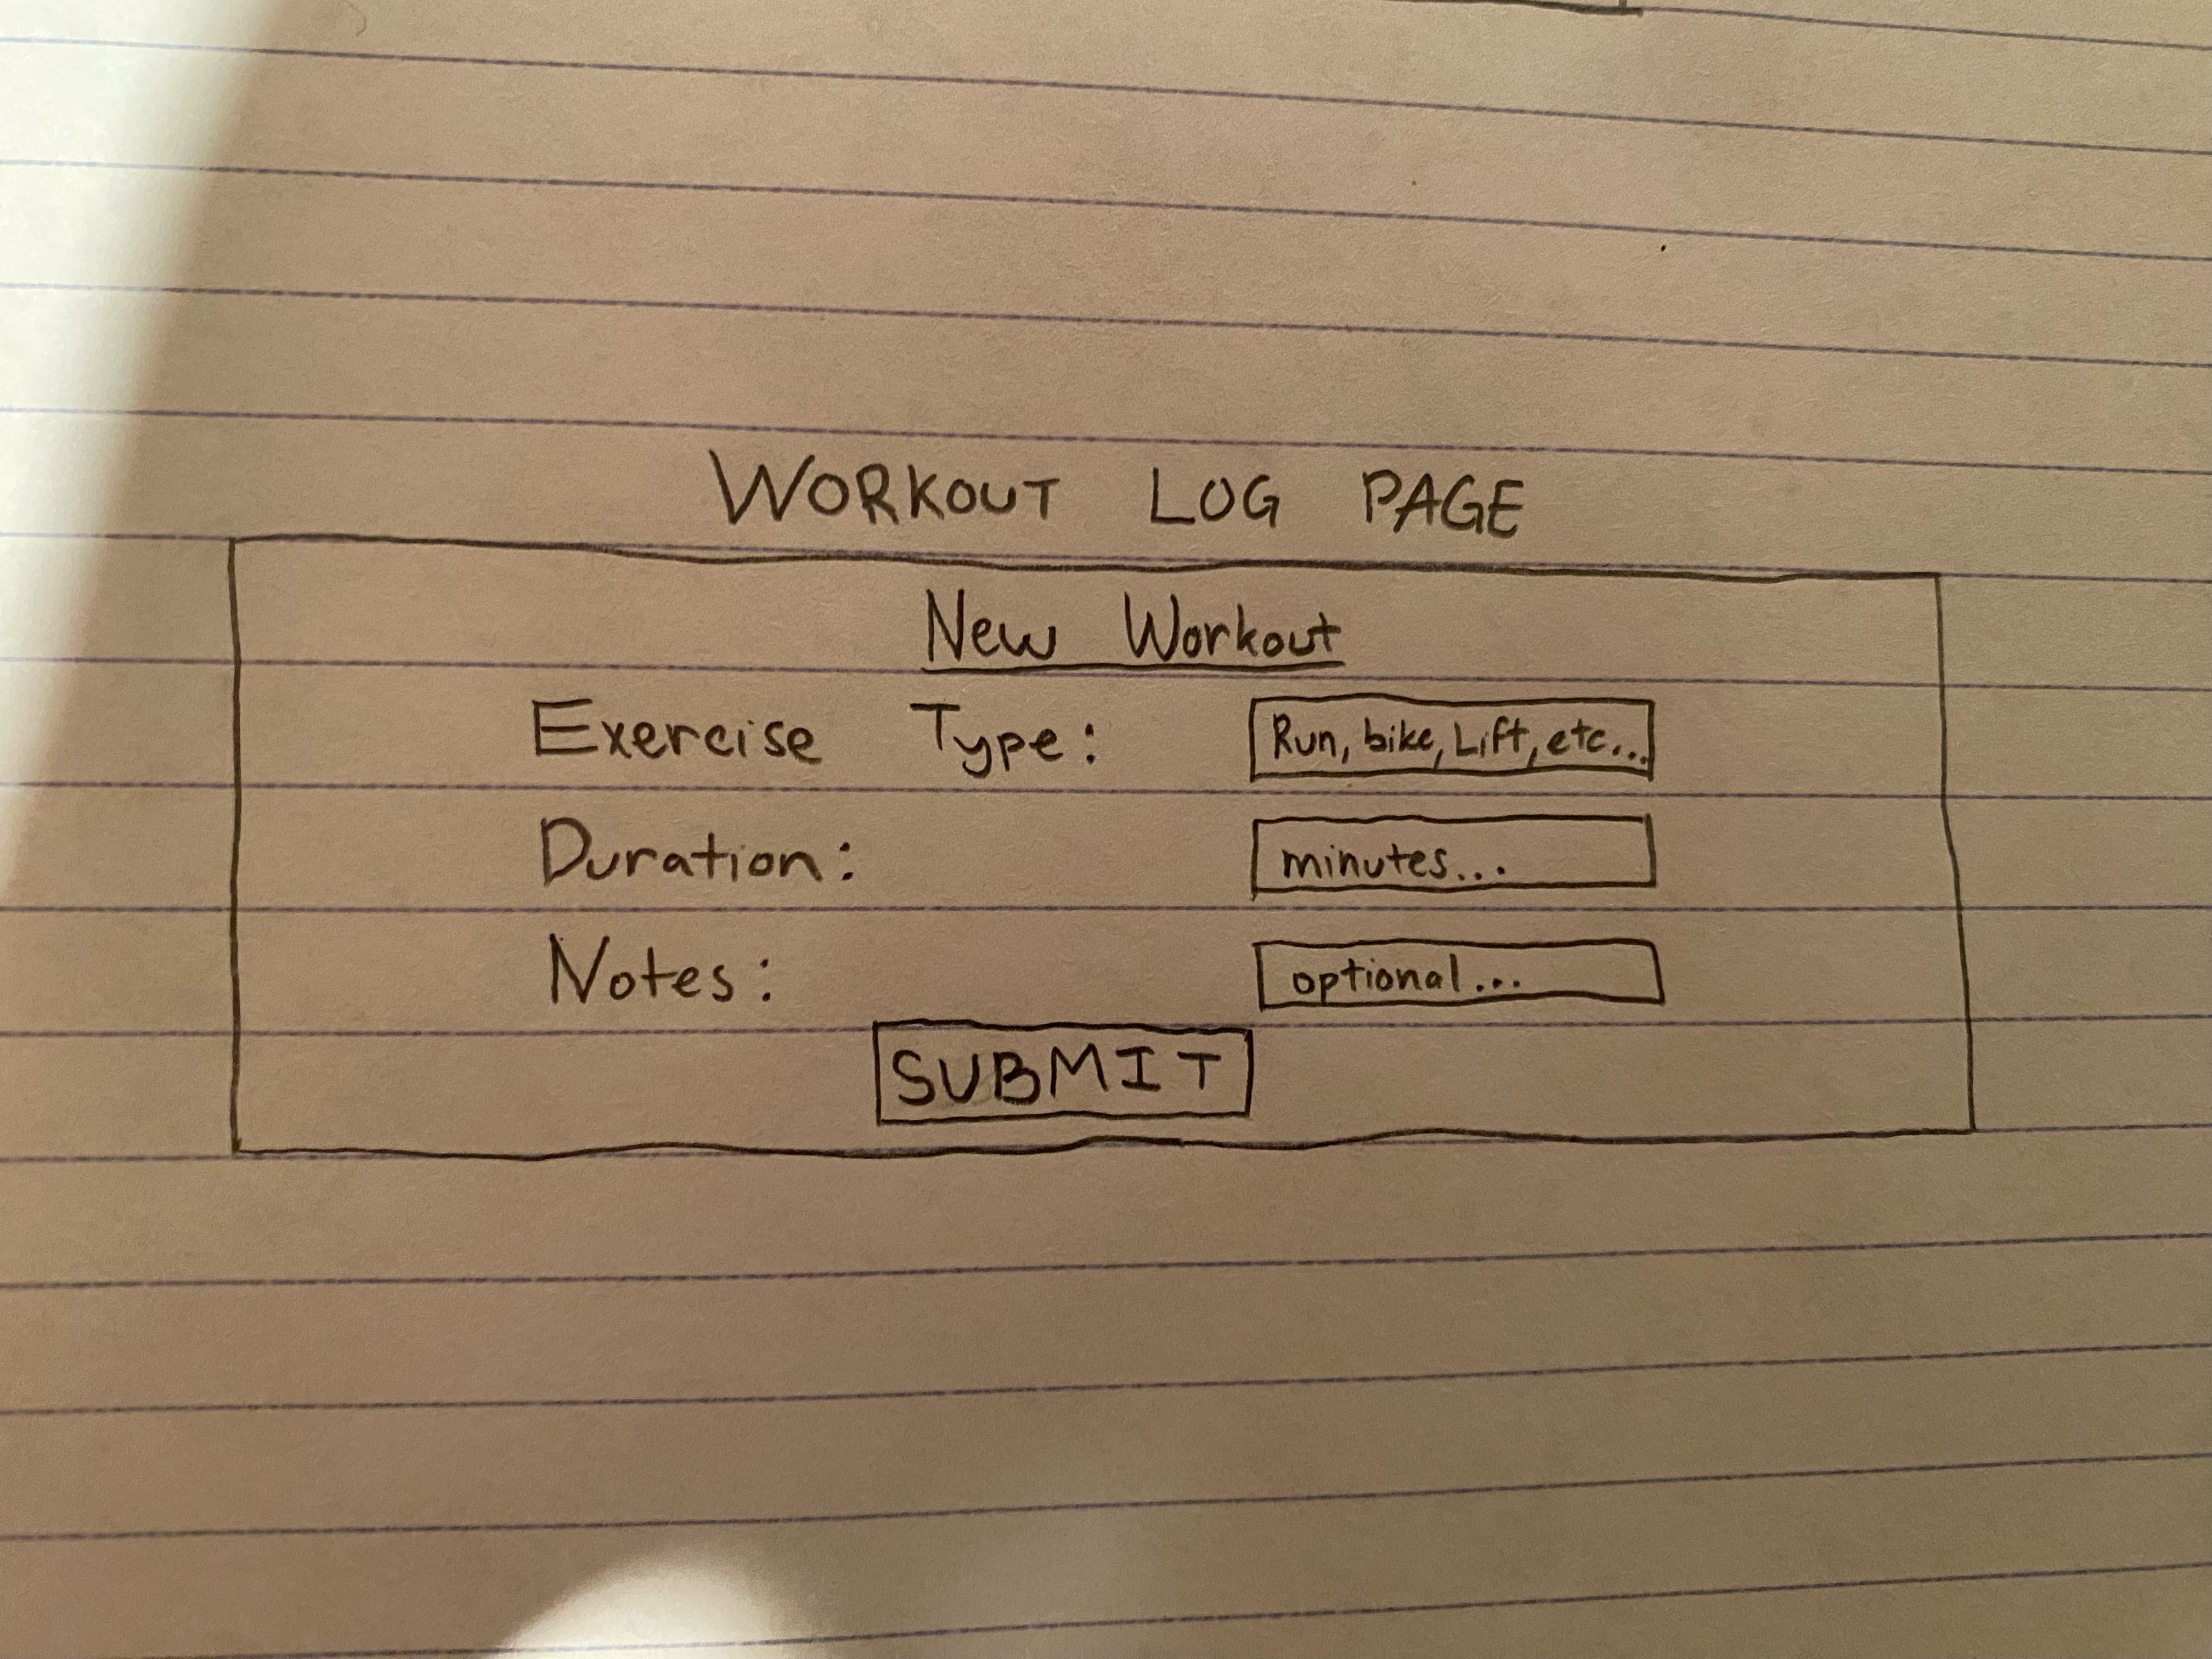 WORKOUT LOG PAGE
New Workout
Exercise Type: Run, bike, Lift, etc...
Duration: minutes...
Notes: optional...
SUBMIT